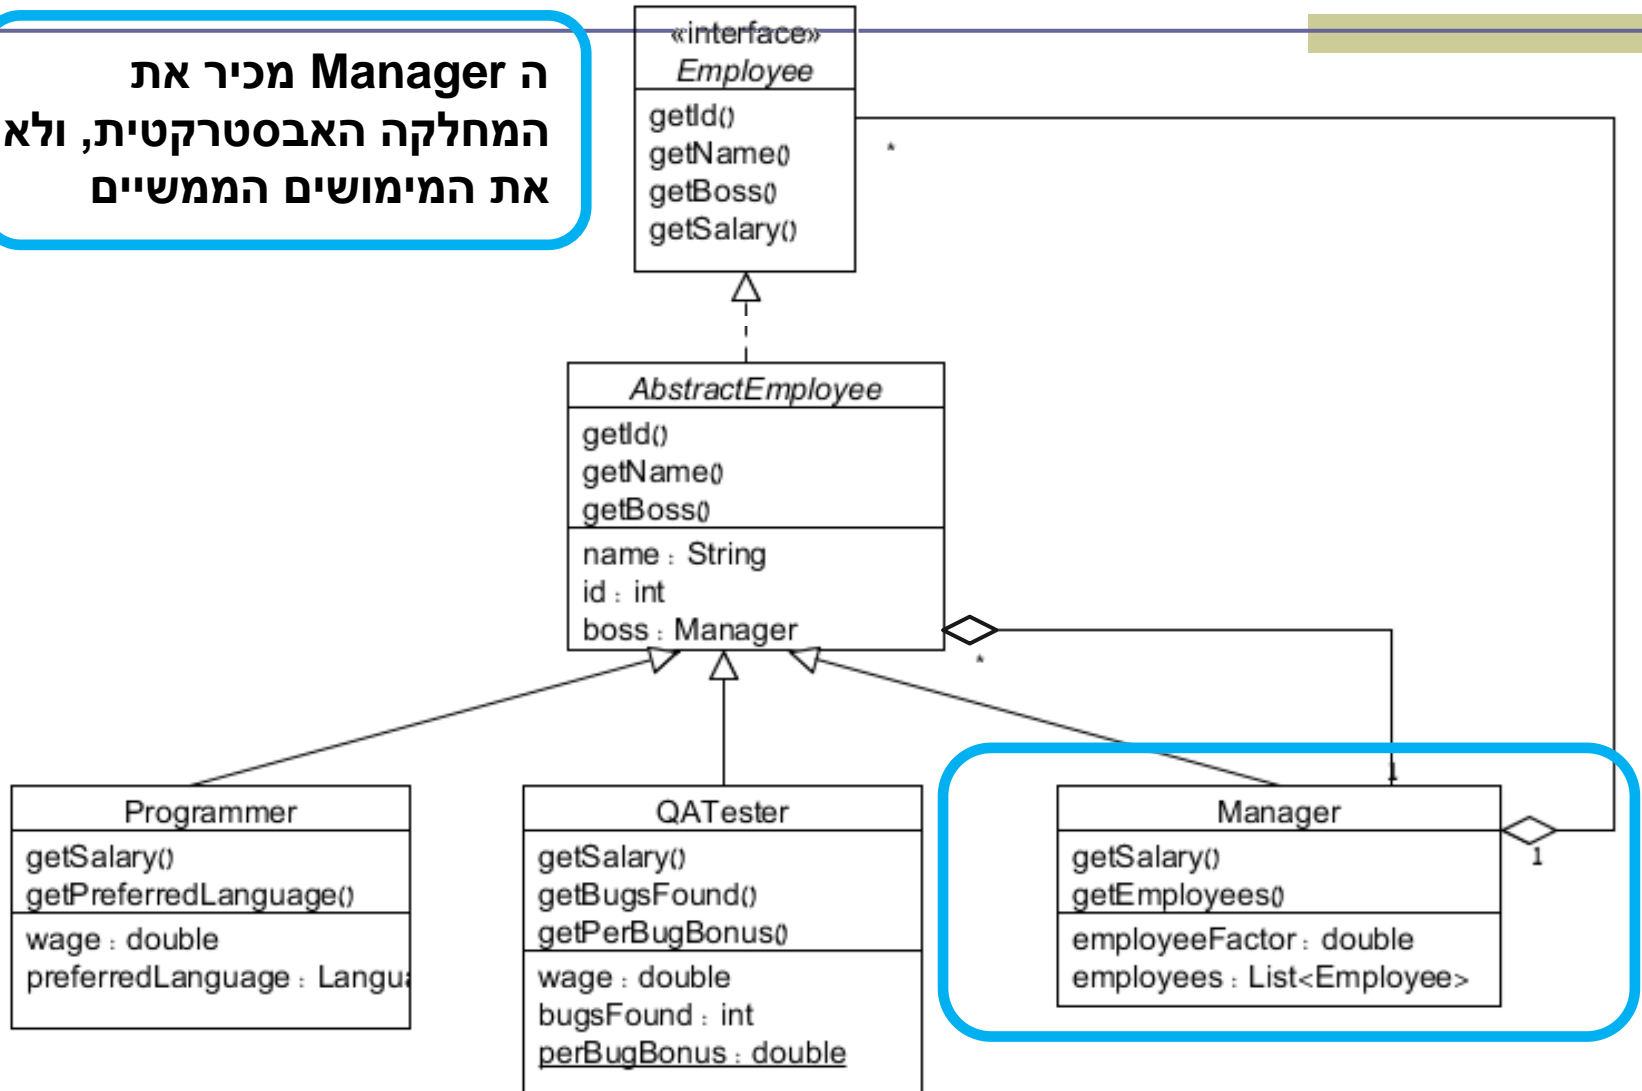 ה Manager מכיר את
המחלקה האבסטרקטית, ולא
את המימושים הממשיים
«interface»
Employee
getId()
getName()
getBoss()
getSalary()
*
AbstractEmployee
getId()
getName()
getBoss()
name : String
id : int
boss : Manager
*
1
Programmer
getSalary()
getPreferredLanguage()
wage : double
preferredLanguage : Langua
QATester
getSalary()
getBugsFound()
getPerBugBonus()
wage : double
bugsFound : int
perBugBonus : double
Manager
getSalary()
getEmployees()
employeeFactor : double
employees : List<Employee>
1